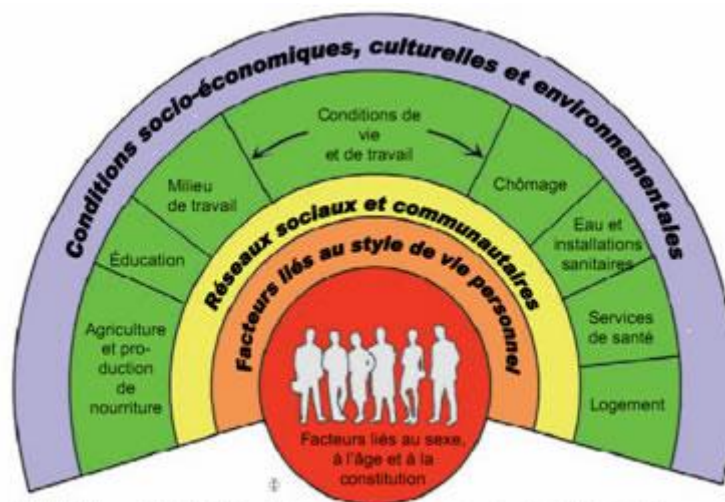 Conditions socio-économiques, culturelles et environnementales
Conditions de
vie
et de travail
Milieu
de travail
Chômage
Éducation
Eau et
installations
sanitaires
Agriculture
et pro-
duction
de
nourriture
Services
de santé
Logement
Réseaux sociaux et communautaires
Facteurs liés au style de vie personnel
Facteurs liés au sexe,
à l'âge et à la
constitution